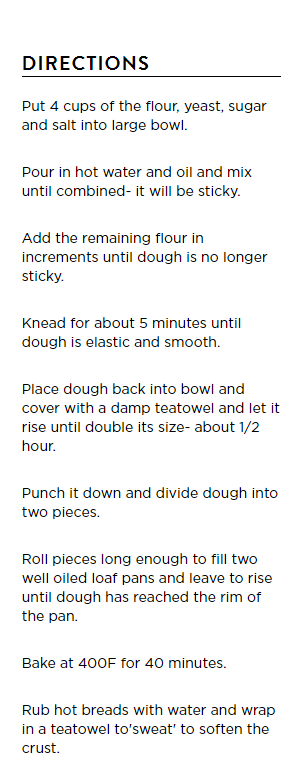 DIRECTIONS
Put 4 cups of the flour, yeast, sugar
and salt into large bowl.
Pour in hot water and oil and mix
until combined- it will be sticky.
Add the remaining flour in
increments until dough is no longer
sticky.
Knead for about 5 minutes until
dough is elastic and smooth.
Place dough back into bowl and
cover with a damp teatowel and let it
rise until double its size- about 1/2
hour.
Punch it down and divide dough into
two pieces.
Roll pieces long enough to fill two
well oiled loaf pans and leave to rise
until dough has reached the rim of
the pan.
Bake at 400F for 40 minutes.
Rub hot breads with water and wrap
in a teatowel to'sweat' to soften the
crust.